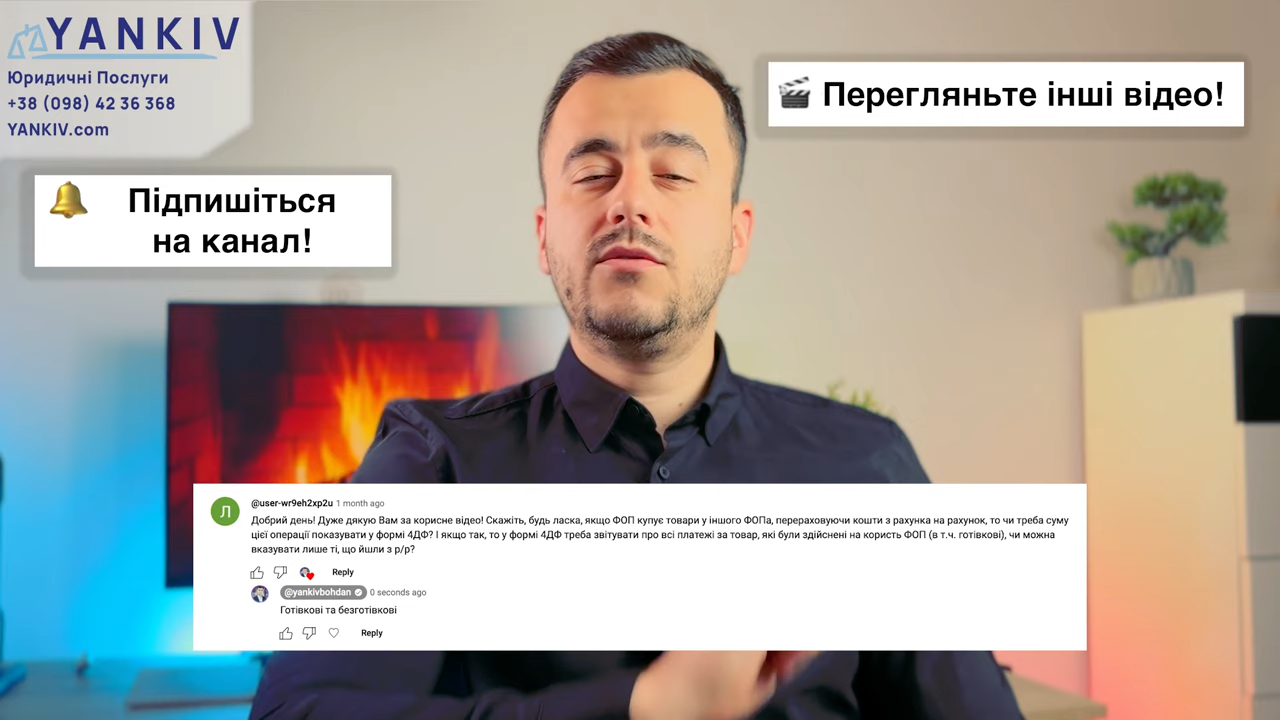 YANKIV
Юридичні Послуги
+38 (098) 42 36 368
YANKIV.com
Перегляньте інші відео!
Підпишіться
на канал!
Л
@user-wr9eh2xp2u 1 month ago
Добрий день! Дуже дякую Вам за корисне відео! Скажіть, будь ласка, якщо ФОП купує товари у іншого ФОПа, перераховуючи кошти з рахунка на рахунок, то чи треба суму
цієї операції показувати у формі 4ДФ? І якщо так, то у формі 4ДФ треба звітувати про всі платежі за товар, які були здійснені на користь ФОП (в т.ч. готівкові), чи можна
вказувати лише ті, що йшли з р/р?
Reply
@yankivbohdan 0 seconds ago
Готівкові та безготівкові
Reply